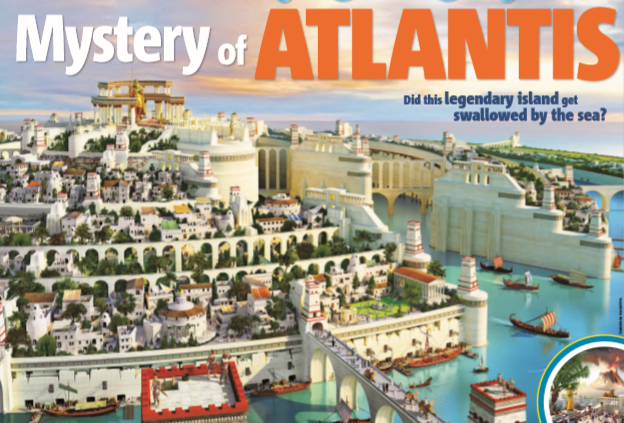 Mystery of ATLANTIS
Did this legendary island get
swallowed by the sea?